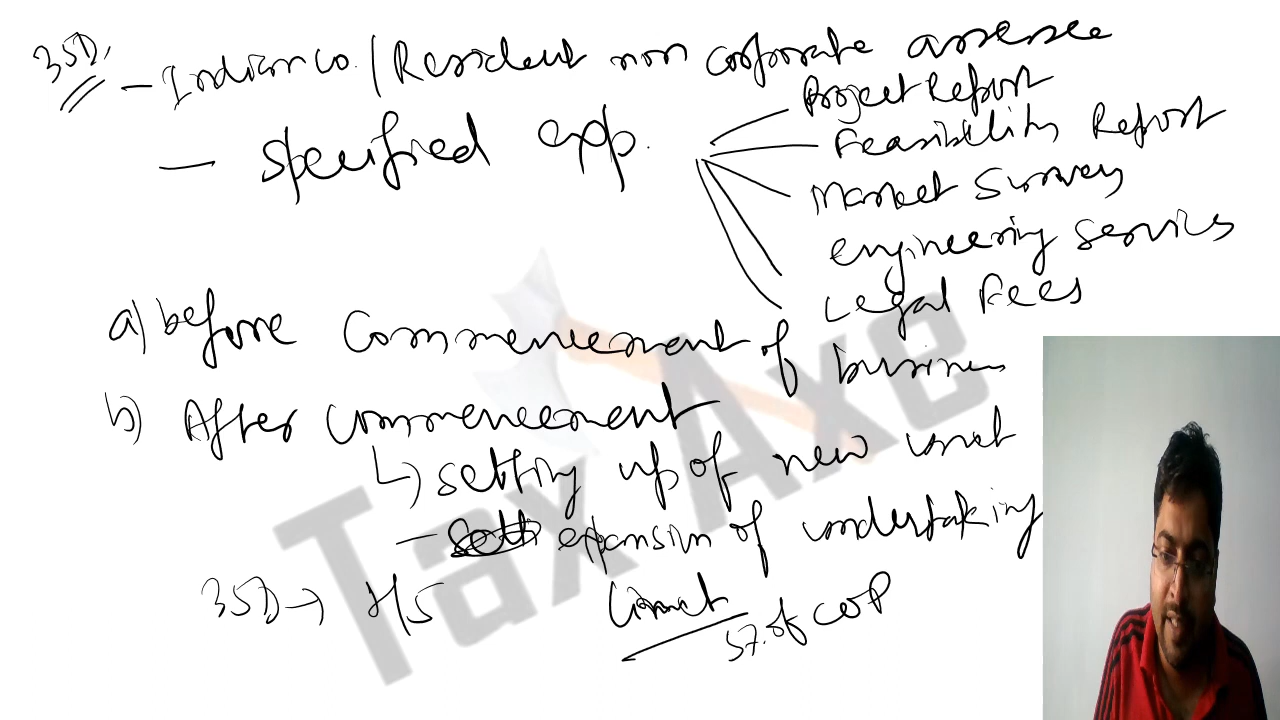 35D.
- Indian co. / Resident non corporate assessee
- Specified exp.
Project Report
Feasibility Report
Market Survey
engineering services
Legal Fees
a) before Commencement of business
b) After commencement
↳ setting up of new unit
- expansion of undertaking
35D → 1/5
Limit
5% of COP
Tax Axe